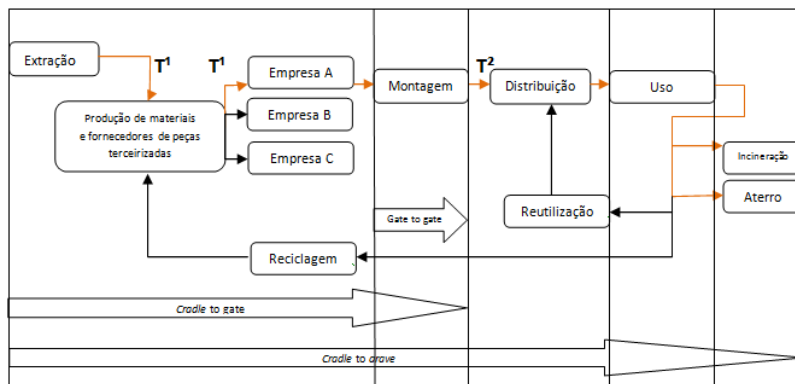 Extração
T¹
T¹
Empresa A
Montagem
T²
Distribuição
Uso
Produção de materiais
e fornecedores de peças
terceirizadas
Empresa B
Empresa C
Incineração
Aterro
Gate to gate
Reutilização
Reciclagem
Cradle to gate
Cradle to grave